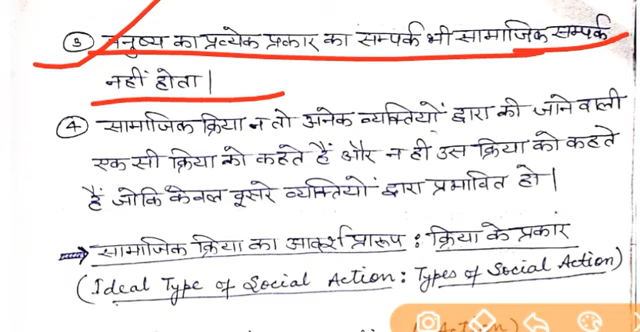 ③ मनुष्य का प्रत्येक प्रकार का सम्पर्क भी सामाजिक सम्पर्क
नहीं होता |
④ सामाजिक क्रिया न तो अनेक व्यक्तियों द्वारा की जाने वाली
एक सी क्रिया को कहते हैं और न ही उस क्रिया को कहते
हैं जोकि केवल दूसरे व्यक्तियों द्वारा प्रभावित हो |
सामाजिक क्रिया का आदर्श प्रारूप : क्रिया के प्रकार
(Ideal Type of Social Action : Types of Social Action)